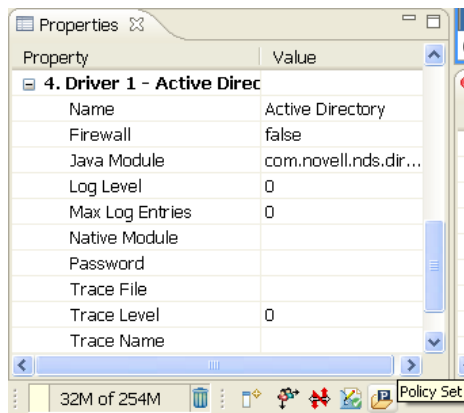 Properties
Property Value
4. Driver 1 - Active Direc
Name Active Directory
Firewall false
Java Module com.novell.nds.dir...
Log Level 0
Max Log Entries 0
Native Module
Password
Trace File
Trace Level 0
Trace Name
32M of 254M
Policy Set